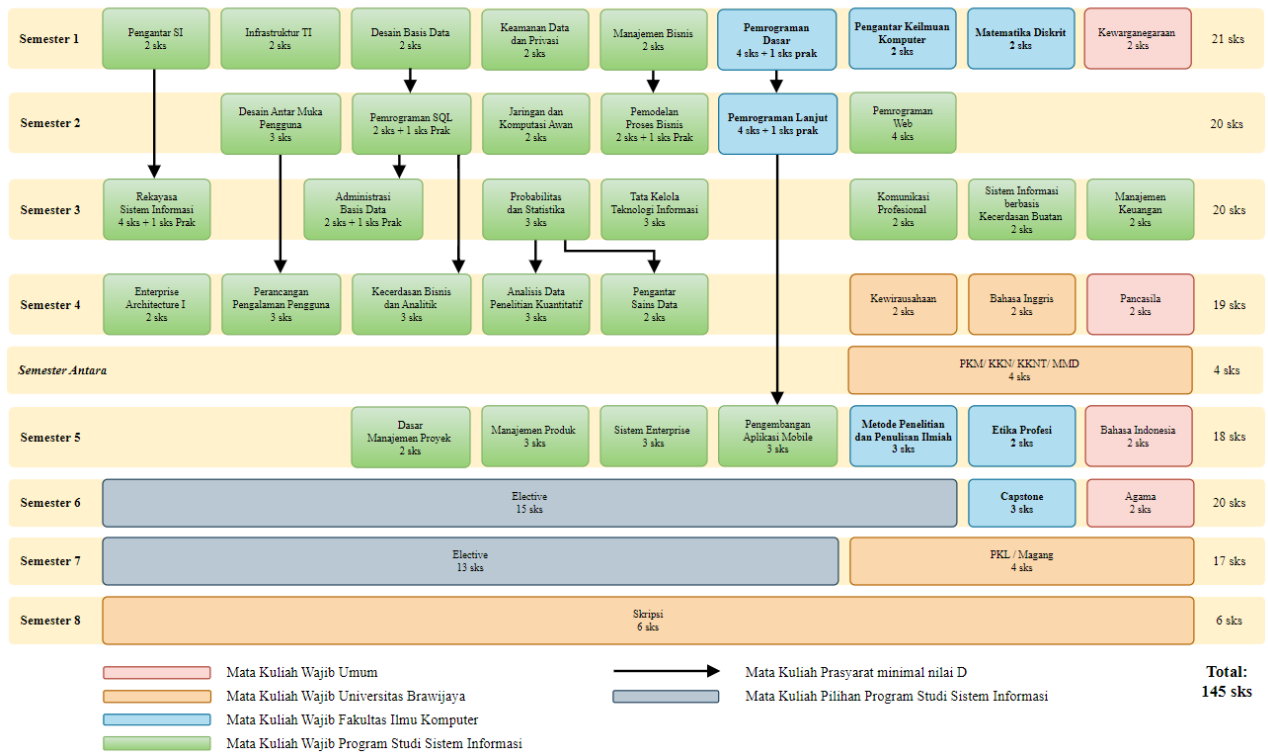 Semester 1
Pengantar SI
2 sks
Infrastruktur TI
2 sks
Desain Basis Data
2 sks
Keamanan Data
dan Privasi
2 sks
Manajemen Bisnis
2 sks
Pemrograman
Dasar
4 sks + 1 sks prak
Pengantar Keilmuan
Komputer
2 sks
Matematika Diskrit
2 sks
Kewarganegaraan
2 sks
21 sks
Semester 2
Desain Antar Muka
Pengguna
3 sks
Pemrograman SQL
2 sks + 1 sks Prak
Jaringan dan
Komputasi Awan
2 sks
Pemodelan
Proses Bisnis
2 sks + 1 sks Prak
Pemrograman Lanjut
4 sks + 1 sks prak
Pemrograman
Web
4 sks
20 sks
Semester 3
Rekayasa
Sistem Informasi
4 sks + 1 sks Prak
Administrasi
Basis Data
2 sks + 1 sks Prak
Probabilitas
dan Statistika
3 sks
Tata Kelola
Teknologi Informasi
3 sks
Komunikasi
Profesional
2 sks
Sistem Informasi
berbasis
Kecerdasan Buatan
2 sks
Manajemen
Keuangan
2 sks
20 sks
Semester 4
Enterprise
Architecture I
2 sks
Perancangan
Pengalaman Pengguna
3 sks
Kecerdasan Bisnis
dan Analitik
3 sks
Analisis Data
Penelitian Kuantitatif
3 sks
Pengantar
Sains Data
2 sks
Kewirausahaan
2 sks
Bahasa Inggris
2 sks
Pancasila
2 sks
19 sks
Semester Antara
PKM/ KKN/ KKNT/ MMD
4 sks
4 sks
Semester 5
Dasar
Manajemen Proyek
2 sks
Manajemen Produk
3 sks
Sistem Enterprise
3 sks
Pengembangan
Aplikasi Mobile
3 sks
Metode Penelitian
dan Penulisan Ilmiah
3 sks
Etika Profesi
2 sks
Bahasa Indonesia
2 sks
18 sks
Semester 6
Elective
15 sks
Capstone
3 sks
Agama
2 sks
20 sks
Semester 7
Elective
13 sks
PKL / Magang
4 sks
17 sks
Semester 8
Skripsi
6 sks
6 sks
Mata Kuliah Wajib Umum
Mata Kuliah Wajib Universitas Brawijaya
Mata Kuliah Wajib Fakultas Ilmu Komputer
Mata Kuliah Wajib Program Studi Sistem Informasi
Mata Kuliah Prasyarat minimal nilai D
Mata Kuliah Pilihan Program Studi Sistem Informasi
Total:
145 sks